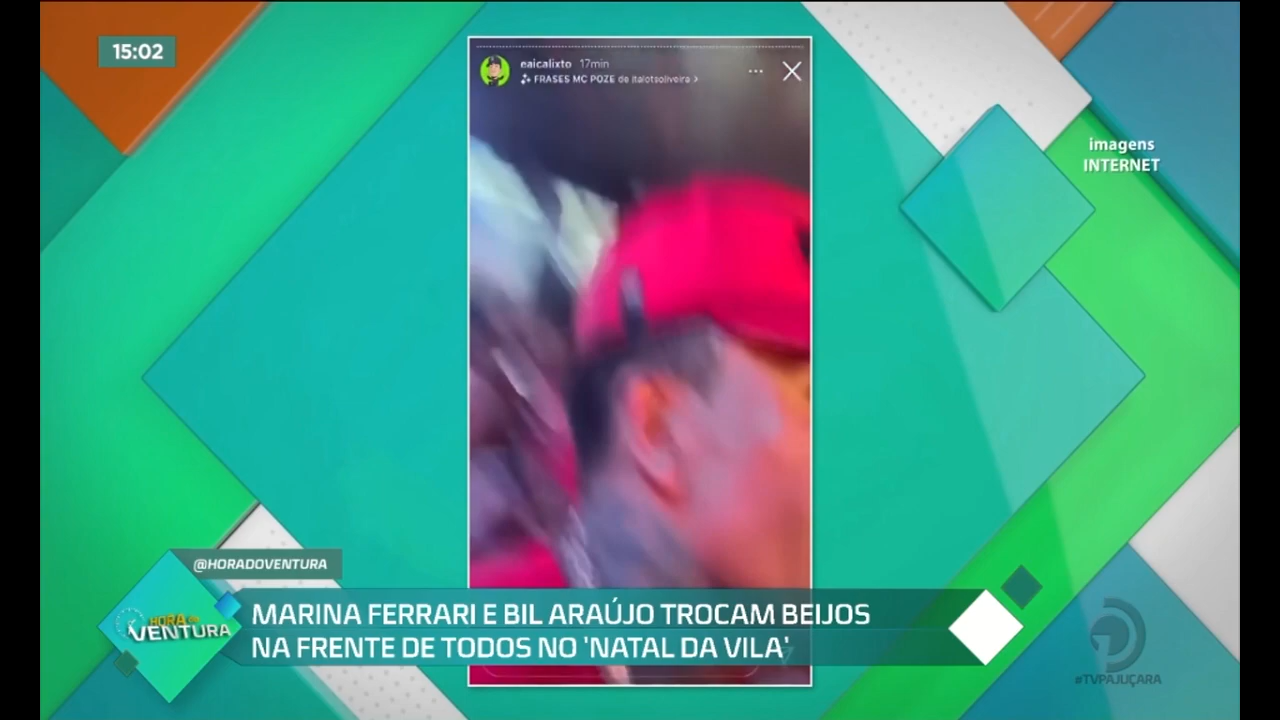 15:02
eaicalixto 17min
FRASES MC POZE de italotsoliveira >
imagens
INTERNET
@HORADOVENTURA
HORA DO
VENTURA
MARINA FERRARI E BIL ARAÚJO TROCAM BEIJOS
NA FRENTE DE TODOS NO 'NATAL DA VILA'
#TVPAJUÇARA